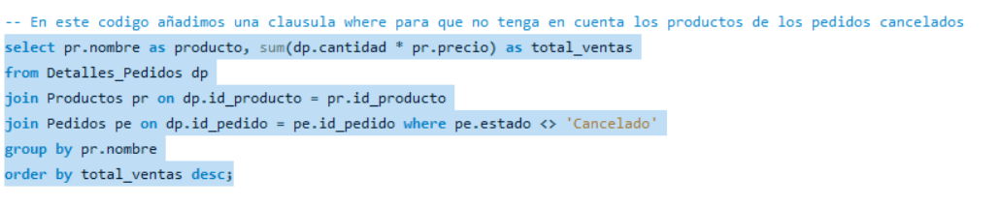 -- En este codigo añadimos una clausula where para que no tenga en cuenta los productos de los pedidos cancelados
select pr.nombre as producto, sum(dp.cantidad * pr.precio) as total_ventas
from Detalles_Pedidos dp
join Productos pr on dp.id_producto = pr.id_producto
join Pedidos pe on dp.id_pedido = pe.id_pedido where pe.estado <> 'Cancelado'
group by pr.nombre
order by total_ventas desc;